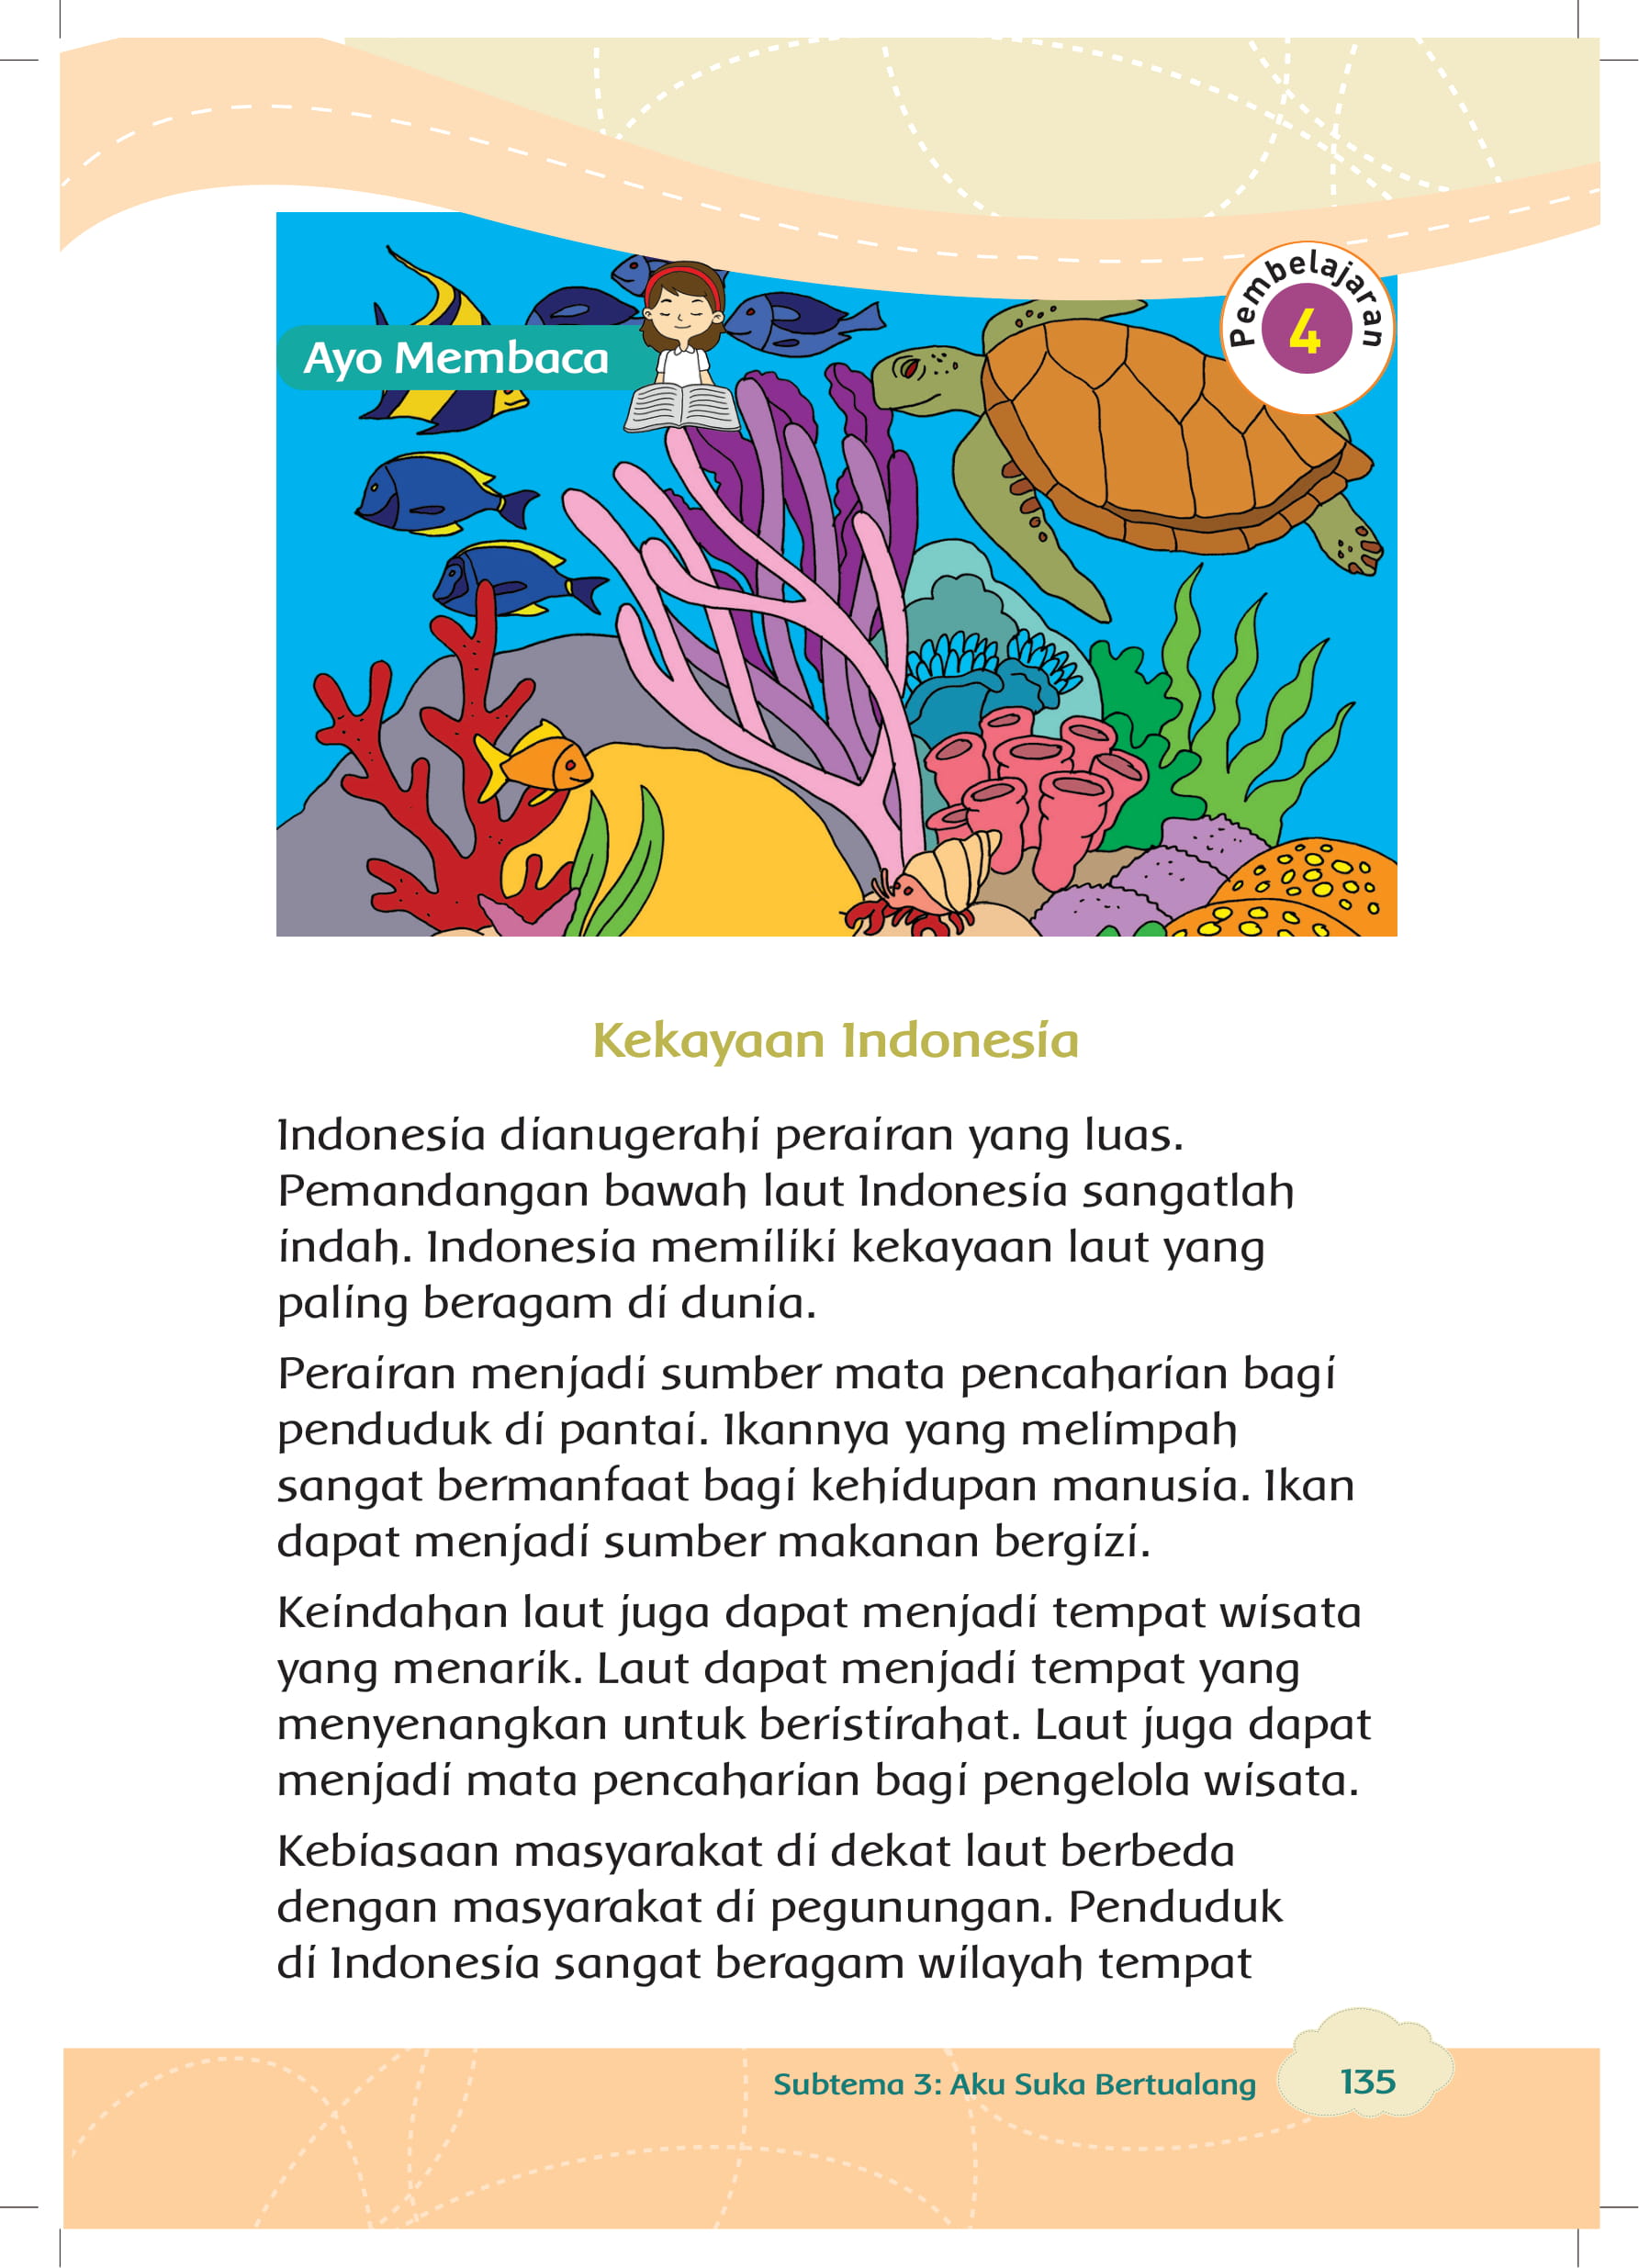 Pembelajaran
4
Ayo Membaca
Kekayaan Indonesia
Indonesia dianugerahi perairan yang luas.
Pemandangan bawah laut Indonesia sangatlah
indah. Indonesia memiliki kekayaan laut yang
paling beragam di dunia.
Perairan menjadi sumber mata pencaharian bagi
penduduk di pantai. Ikannya yang melimpah
sangat bermanfaat bagi kehidupan manusia. Ikan
dapat menjadi sumber makanan bergizi.
Keindahan laut juga dapat menjadi tempat wisata
yang menarik. Laut dapat menjadi tempat yang
menyenangkan untuk beristirahat. Laut juga dapat
menjadi mata pencaharian bagi pengelola wisata.
Kebiasaan masyarakat di dekat laut berbeda
dengan masyarakat di pegunungan. Penduduk
di Indonesia sangat beragam wilayah tempat
Subtema 3: Aku Suka Bertualang
135